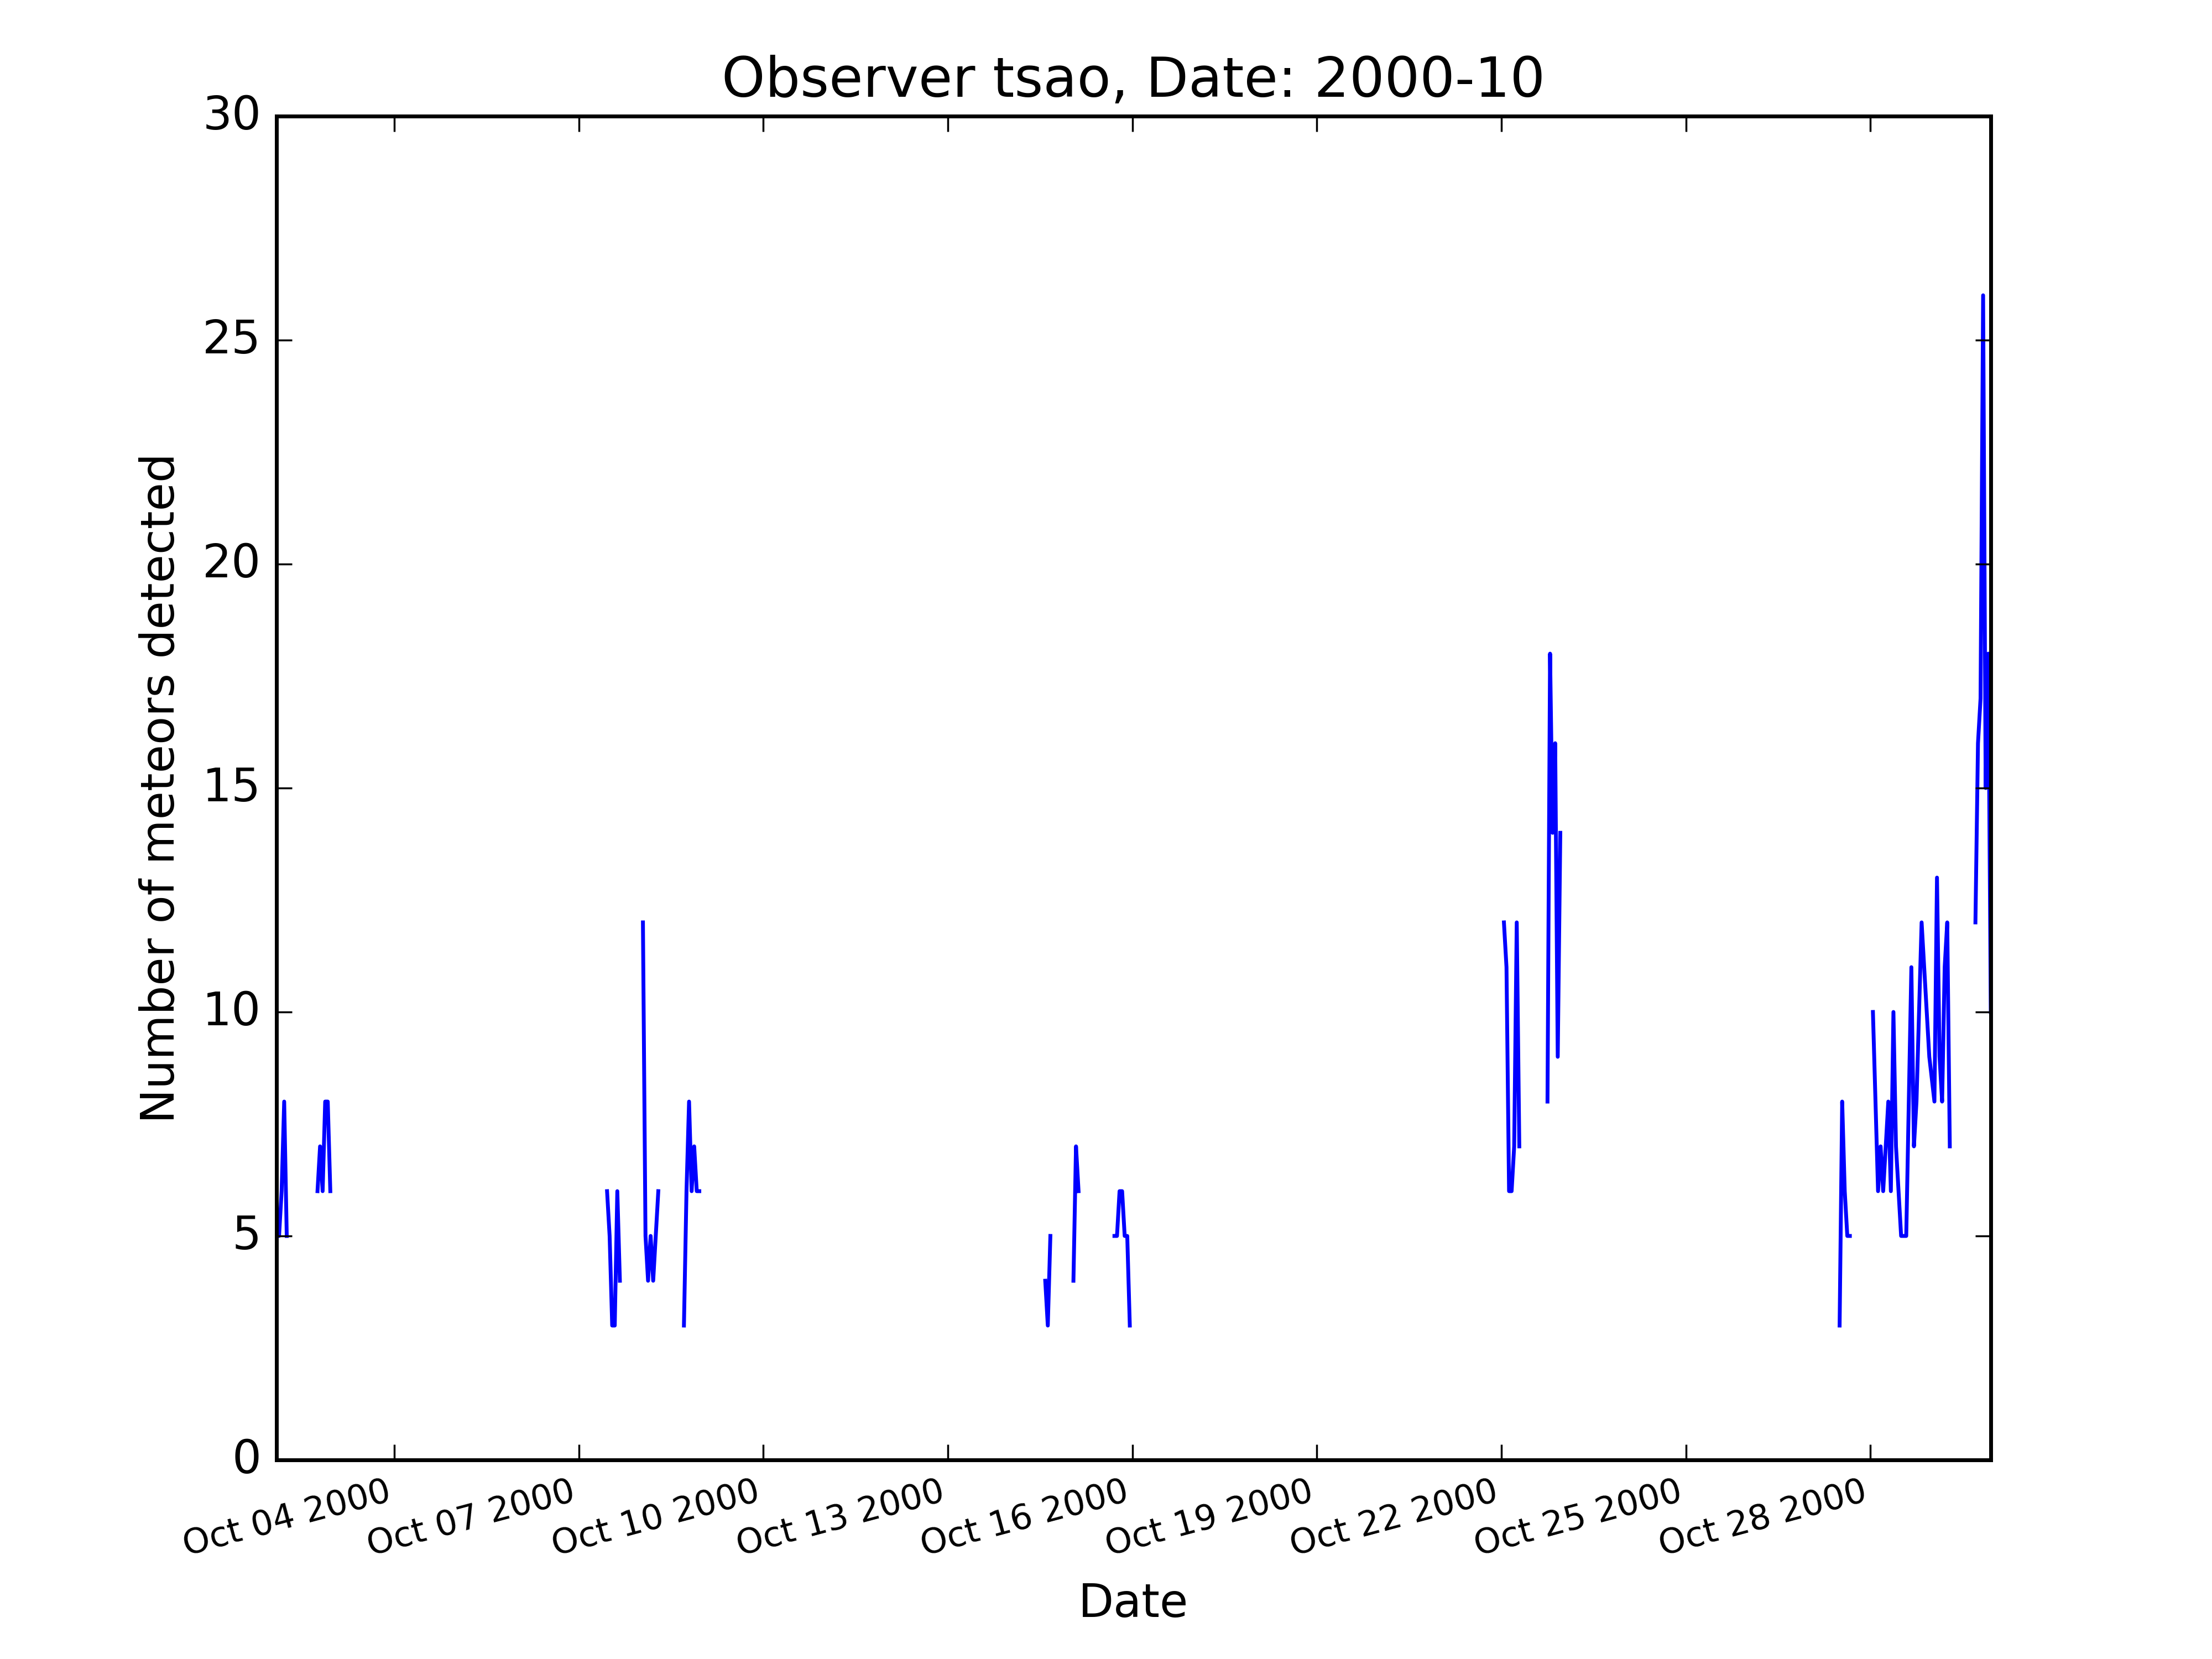 Observer tsao, Date: 2000-10
30
25
20
15
10
5
0
Number of meteors detected
Oct 04 2000
Oct 07 2000
Oct 10 2000
Oct 13 2000
Oct 16 2000
Oct 19 2000
Oct 22 2000
Oct 25 2000
Oct 28 2000
Date